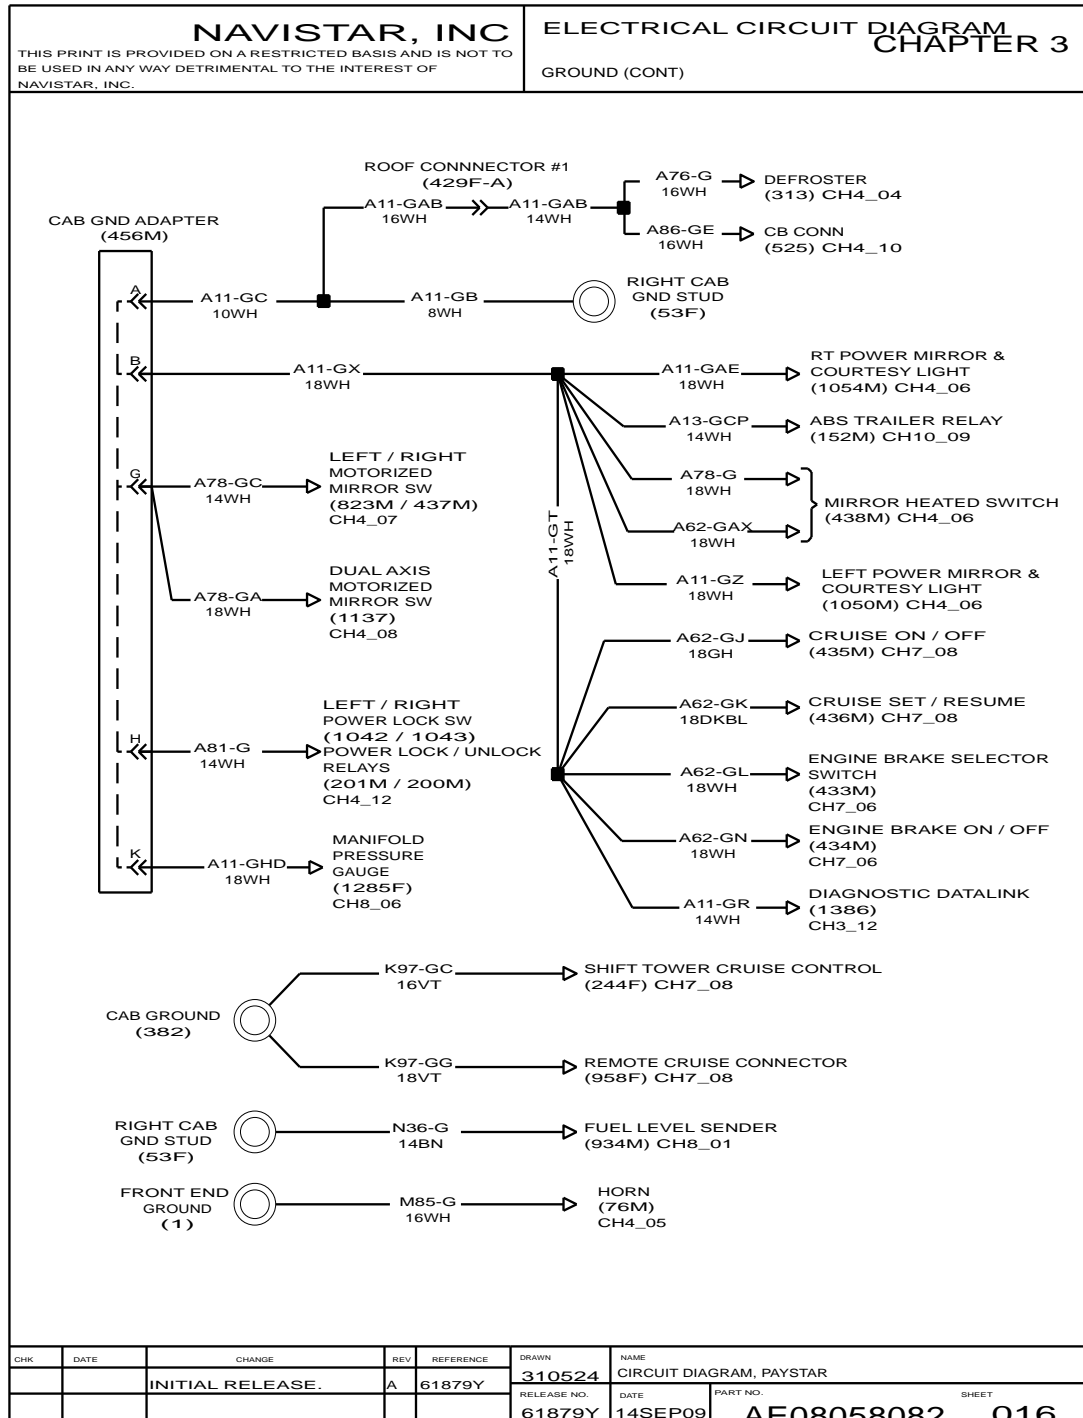 NAVISTAR, INC
THIS PRINT IS PROVIDED ON A RESTRICTED BASIS AND IS NOT TO
BE USED IN ANY WAY DETRIMENTAL TO THE INTEREST OF
NAVISTAR, INC.
ELECTRICAL CIRCUIT DIAGRAM
CHAPTER 3
GROUND (CONT)
ROOF CONNNECTOR #1
(429F-A)
A11-GAB
16WH
A11-GAB
14WH
A76-G
16WH
DEFROSTER
(313) CH4_04
A86-GE
16WH
CB CONN
(525) CH4_10
CAB GND ADAPTER
(456M)
A
A11-GC
10WH
A11-GB
8WH
RIGHT CAB
GND STUD
(53F)
B
A11-GX
18WH
A11-GAE
18WH
RT POWER MIRROR &
COURTESY LIGHT
(1054M) CH4_06
A13-GCP
14WH
ABS TRAILER RELAY
(152M) CH10_09
A78-G
18WH
A62-GAX
18WH
MIRROR HEATED SWITCH
(438M) CH4_06
A11-GZ
18WH
LEFT POWER MIRROR &
COURTESY LIGHT
(1050M) CH4_06
A11-GT
18WH
G
A78-GC
14WH
LEFT / RIGHT
MOTORIZED
MIRROR SW
(823M / 437M)
CH4_07
A78-GA
18WH
DUAL AXIS
MOTORIZED
MIRROR SW
(1137)
CH4_08
A62-GJ
18GH
CRUISE ON / OFF
(435M) CH7_08
A62-GK
18DKBL
CRUISE SET / RESUME
(436M) CH7_08
A62-GL
18WH
ENGINE BRAKE SELECTOR
SWITCH
(433M)
CH7_06
A62-GN
18WH
ENGINE BRAKE ON / OFF
(434M)
CH7_06
A11-GR
14WH
DIAGNOSTIC DATALINK
(1386)
CH3_12
H
A81-G
14WH
LEFT / RIGHT
POWER LOCK SW
(1042 / 1043)
POWER LOCK / UNLOCK
RELAYS
(201M / 200M)
CH4_12
K
A11-GHD
18WH
MANIFOLD
PRESSURE
GAUGE
(1285F)
CH8_06
CAB GROUND
(382)
K97-GC
16VT
SHIFT TOWER CRUISE CONTROL
(244F) CH7_08
K97-GG
18VT
REMOTE CRUISE CONNECTOR
(958F) CH7_08
RIGHT CAB
GND STUD
(53F)
N36-G
14BN
FUEL LEVEL SENDER
(934M) CH8_01
FRONT END
GROUND
(1)
M85-G
16WH
HORN
(76M)
CH4_05
CHK DATE CHANGE REV REFERENCE
INITIAL RELEASE. A 61879Y
DRAWN
310524
NAME
CIRCUIT DIAGRAM, PAYSTAR
RELEASE NO.
61879Y
DATE
14SEP09
PART NO.
AE08058082
SHEET
016